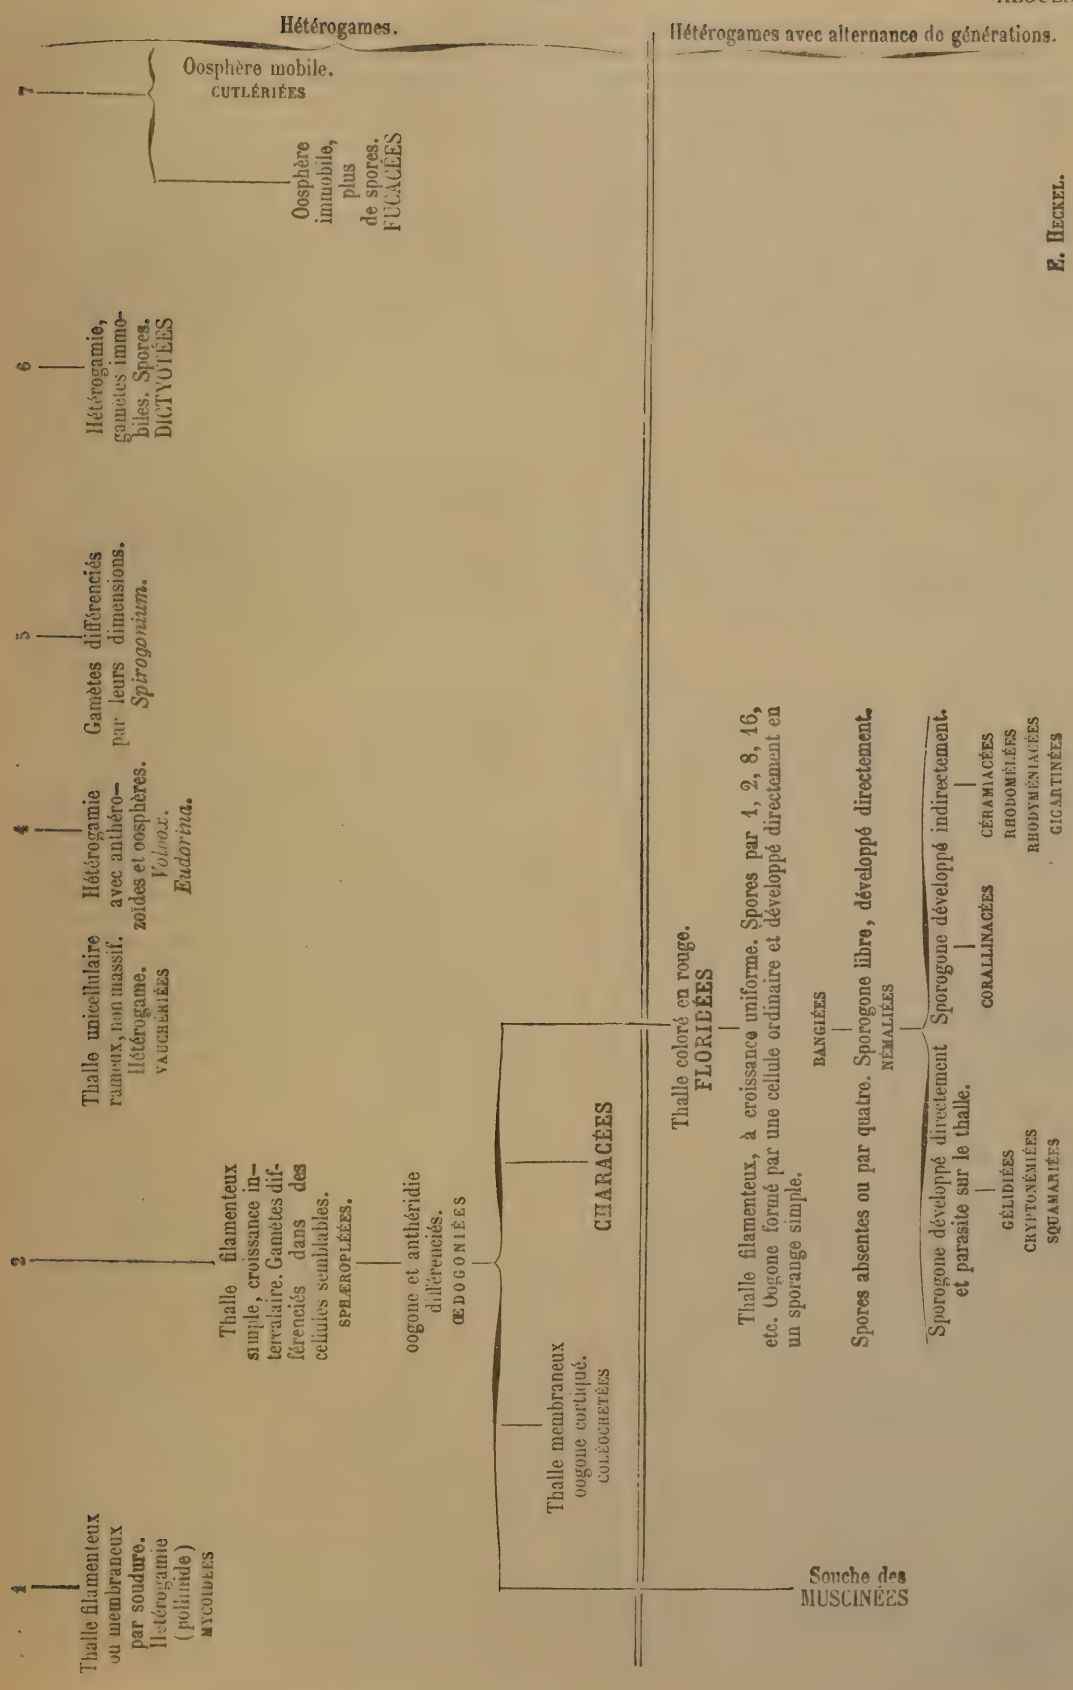 Hétérogames.
Hétérogames avec alternance de générations.
1
Thalle filamenteux
ou membraneux
par soudure.
Hétérogamie
(pollinide)
MYCOIDÉES
2
Thalle filamenteux
simple, croissance in-
tercalaire. Gamètes dif-
férenciés dans des
cellules semblables.
SPHÆROPLÉÉES.
oogone et anthéridie
différenciés.
ŒDOGONIÉES
Thalle membraneux
oogone cortiqué.
COLÉOCHETÉES
CHARACÉES
Souche des
MUSCINÉES
Thalle unicellulaire
rameux, non massif.
Hétérogame.
VAUCHÉRIÉES
4
Hétérogamie
avec anthéro-
zoïdes et oosphères.
Volvox.
Eudorina.
5
Gamètes différenciés
par leurs dimensions.
Spirogonium.
6
Hétérogamie,
gamètes immo-
biles. Spores.
DICTYOTÉES
7
Oosphère mobile.
CUTLÉRIÉES
Oosphère
immobile,
plus
de spores.
FUCACÉES
Thalle coloré en rouge.
FLORIDÉES
Thalle filamenteux, à croissance uniforme. Spores par 1, 2, 8, 16,
etc. Oogone formé par une cellule ordinaire et développé directement en
un sporange simple.
BANGIÉES
Spores absentes ou par quatre. Sporogone libre, développé directement.
NÉMALIÉES
Sporogone développé directement
et parasite sur le thalle.
GÉLIDIÉES
CRYPTONÉMIÉES
SQUAMARIÉES
Sporogone développé indirectement.
CORALLINACÉES
CÉRAMIACÉES
RHODOMÉLÉES
RHODYMÉNIACÉES
GIGARTINÉES
E. HECKEL.